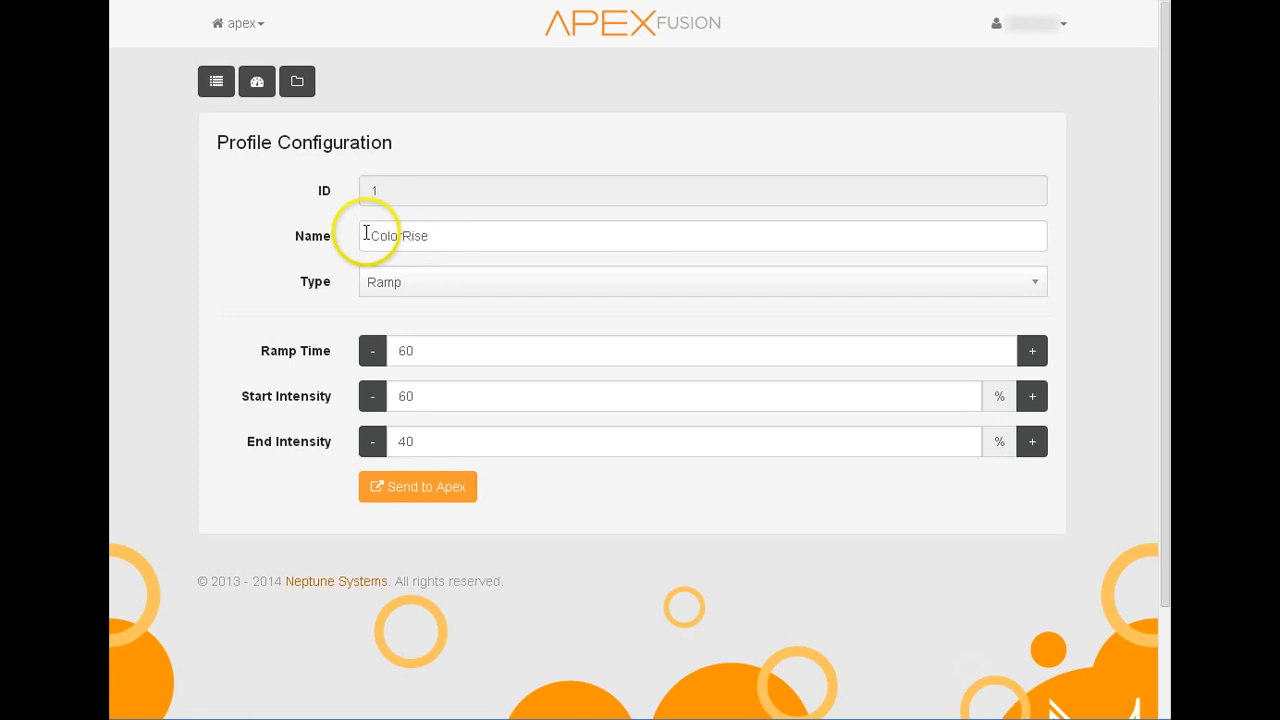 apex
APEX FUSION
Profile Configuration
ID 1
Name ColorRise
Type Ramp
Ramp Time - 60 +
Start Intensity - 60 % +
End Intensity - 40 % +
Send to Apex
© 2013 - 2014 Neptune Systems. All rights reserved.